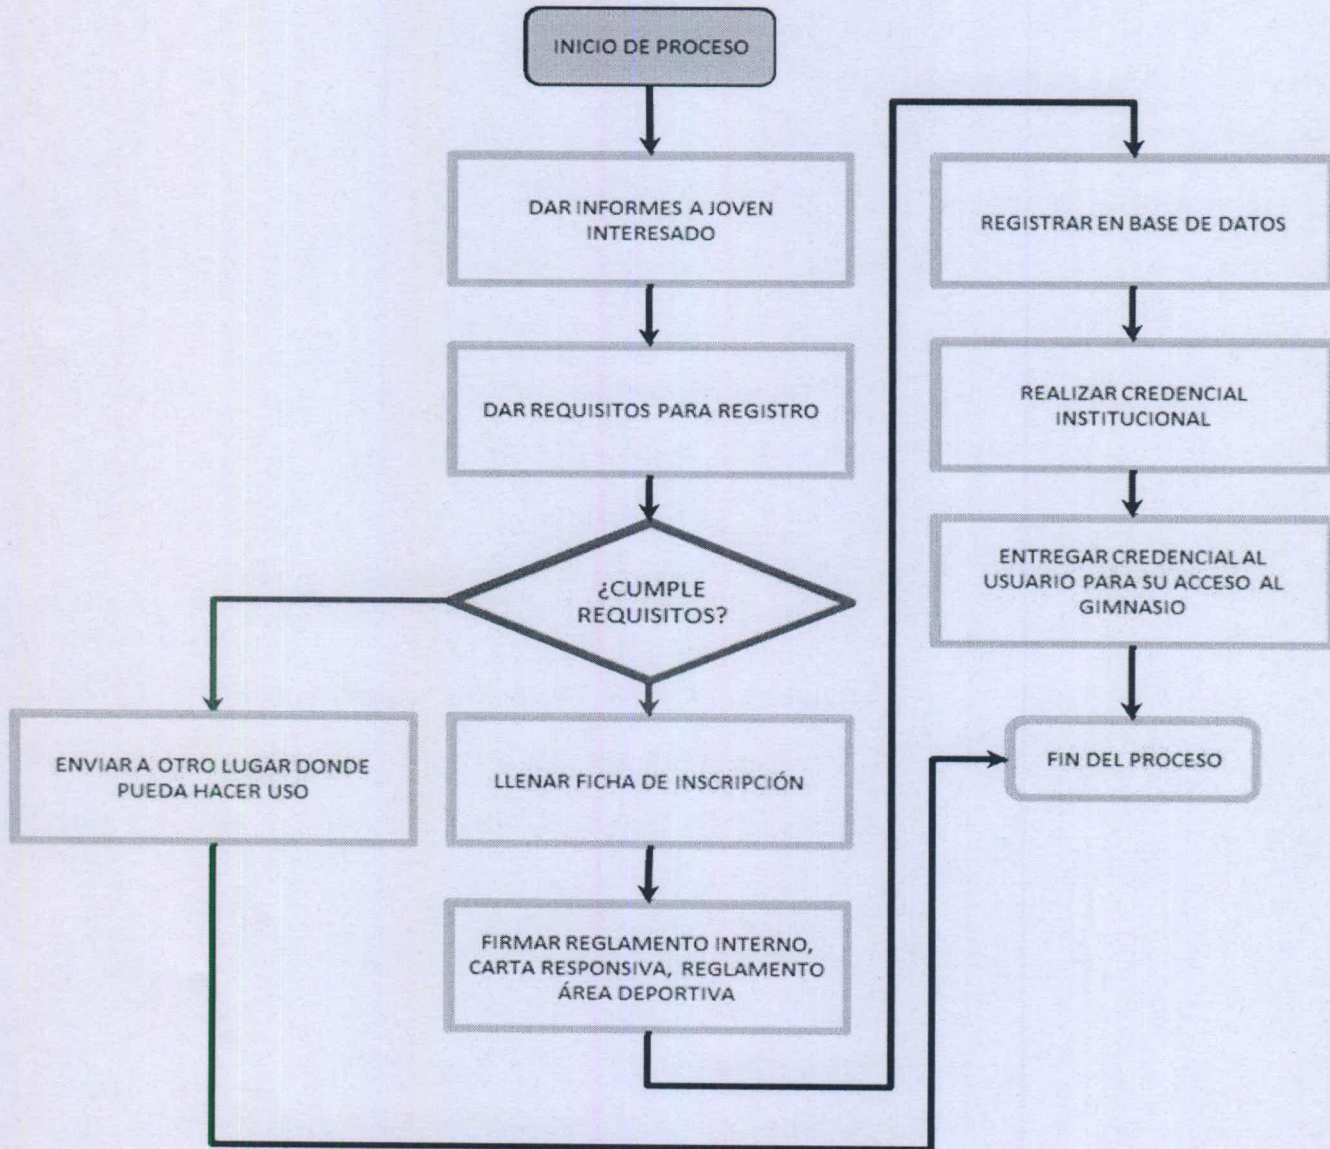 INICIO DE PROCESO
DAR INFORMES A JOVEN
INTERESADO
DAR REQUISITOS PARA REGISTRO
¿CUMPLE
REQUISITOS?
ENVIAR A OTRO LUGAR DONDE
PUEDA HACER USO
LLENAR FICHA DE INSCRIPCIÓN
FIRMAR REGLAMENTO INTERNO,
CARTA RESPONSIVA, REGLAMENTO
ÁREA DEPORTIVA
REGISTRAR EN BASE DE DATOS
REALIZAR CREDENCIAL
INSTITUCIONAL
ENTREGAR CREDENCIAL AL
USUARIO PARA SU ACCESO AL
GIMNASIO
FIN DEL PROCESO